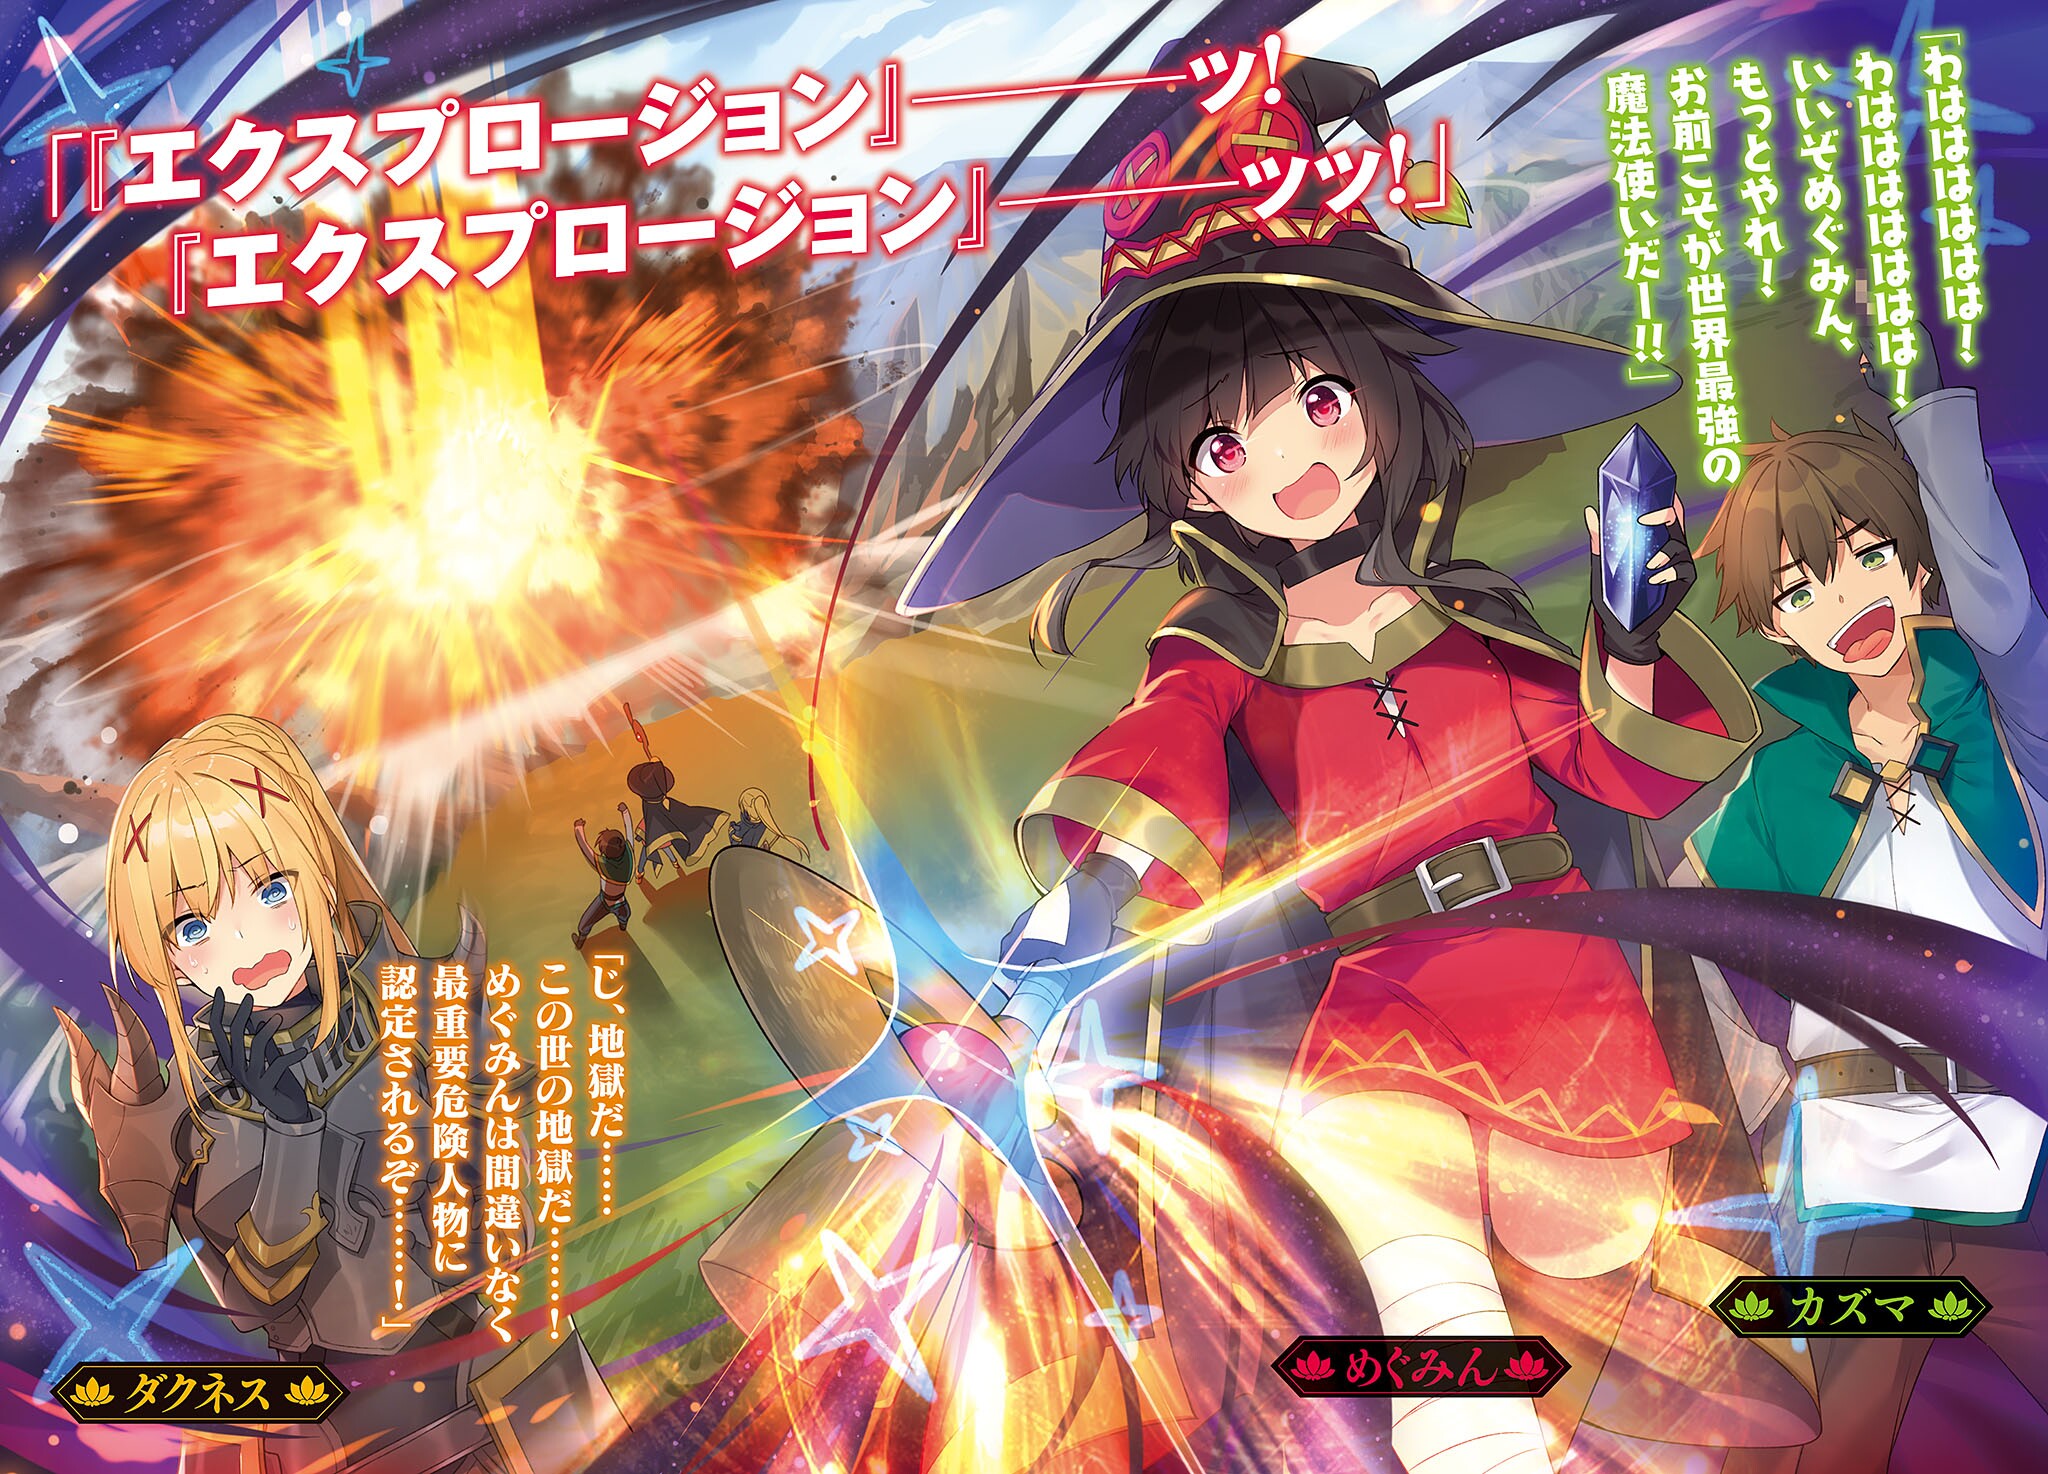 「『エクスプロージョン』―――ツ!
『エクスプロージョン』――ッツ!」
「わはははははは!
わはははははははは!
いいぞめぐみん、
もっとやれ!
お前こそが世界最強の
魔法使いだー!!」
「じ、地獄だ……
この世の地獄だ……!
めぐみんは間違いなく
最重要危険人物に
認定されるぞ……!」
カズマ
めぐみん
ダクネス